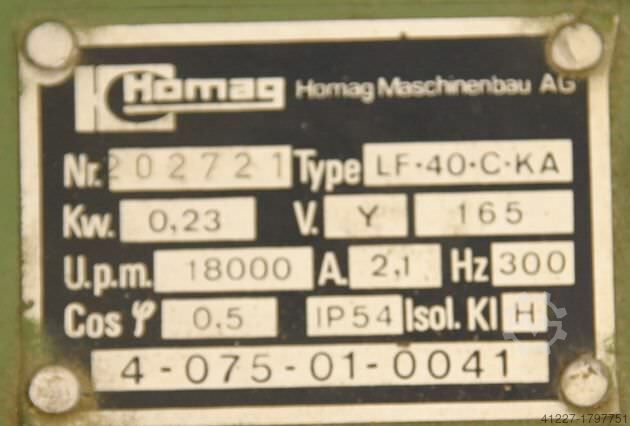 Homag Homag Maschinenbau AG
Nr. 202721 Type LF-40-C-KA
Kw. 0,23 V. Y 165
U.p.m. 18000 A. 2,1 Hz 300
Cos φ 0,5 IP54 Isol. Kl H
4-075-01-0041
41227-1797751